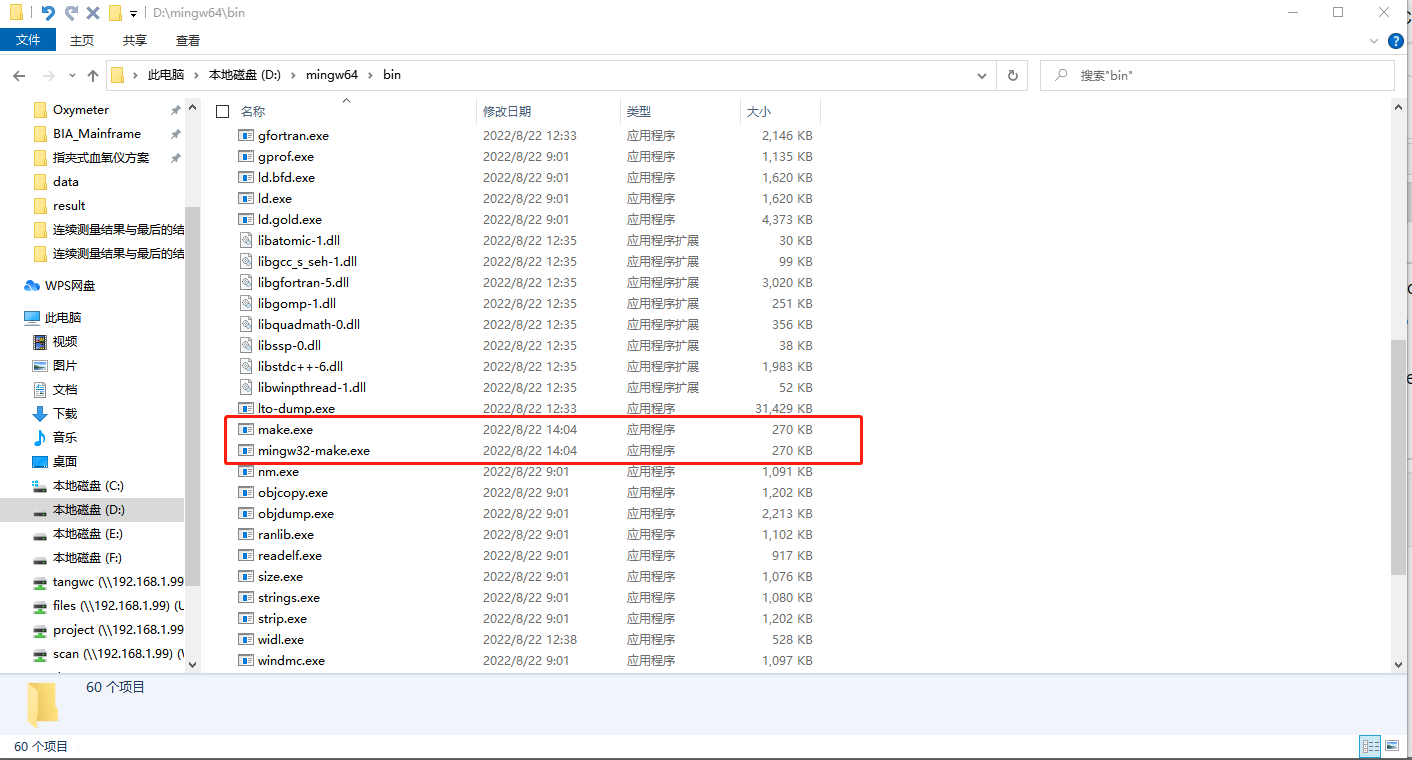 D:\mingw64\bin
文件 主页 共享 查看
此电脑 本地磁盘 (D:) mingw64 bin 搜索"bin"
Oxymeter
BIA_Mainframe
指夹式血氧仪方案
data
result
连续测量结果与最后的结
连续测量结果与最后的结
WPS网盘
此电脑
视频
图片
文档
下载
音乐
桌面
本地磁盘 (C:)
本地磁盘 (D:)
本地磁盘 (E:)
本地磁盘 (F:)
tangwc (\\192.168.1.99
files (\\192.168.1.99) (U
project (\\192.168.1.99
scan (\\192.168.1.99) (\
名称 修改日期 类型 大小
gfortran.exe 2022/8/22 12:33 应用程序 2,146 KB
gprof.exe 2022/8/22 9:01 应用程序 1,135 KB
ld.bfd.exe 2022/8/22 9:01 应用程序 1,620 KB
ld.exe 2022/8/22 9:01 应用程序 1,620 KB
ld.gold.exe 2022/8/22 9:01 应用程序 4,373 KB
libatomic-1.dll 2022/8/22 12:35 应用程序扩展 30 KB
libgcc_s_seh-1.dll 2022/8/22 12:35 应用程序扩展 99 KB
libgfortran-5.dll 2022/8/22 12:35 应用程序扩展 3,020 KB
libgomp-1.dll 2022/8/22 12:35 应用程序扩展 251 KB
libquadmath-0.dll 2022/8/22 12:35 应用程序扩展 356 KB
libssp-0.dll 2022/8/22 12:35 应用程序扩展 38 KB
libstdc++-6.dll 2022/8/22 12:35 应用程序扩展 1,983 KB
libwinpthread-1.dll 2022/8/22 12:35 应用程序扩展 52 KB
lto-dump.exe 2022/8/22 12:33 应用程序 31,429 KB
make.exe 2022/8/22 14:04 应用程序 270 KB
mingw32-make.exe 2022/8/22 14:04 应用程序 270 KB
nm.exe 2022/8/22 9:01 应用程序 1,091 KB
objcopy.exe 2022/8/22 9:01 应用程序 1,202 KB
objdump.exe 2022/8/22 9:01 应用程序 2,213 KB
ranlib.exe 2022/8/22 9:01 应用程序 1,102 KB
readelf.exe 2022/8/22 9:01 应用程序 917 KB
size.exe 2022/8/22 9:01 应用程序 1,076 KB
strings.exe 2022/8/22 9:01 应用程序 1,080 KB
strip.exe 2022/8/22 9:01 应用程序 1,202 KB
widl.exe 2022/8/22 12:38 应用程序 528 KB
windmc.exe 2022/8/22 9:01 应用程序 1,097 KB
60 个项目
60 个项目